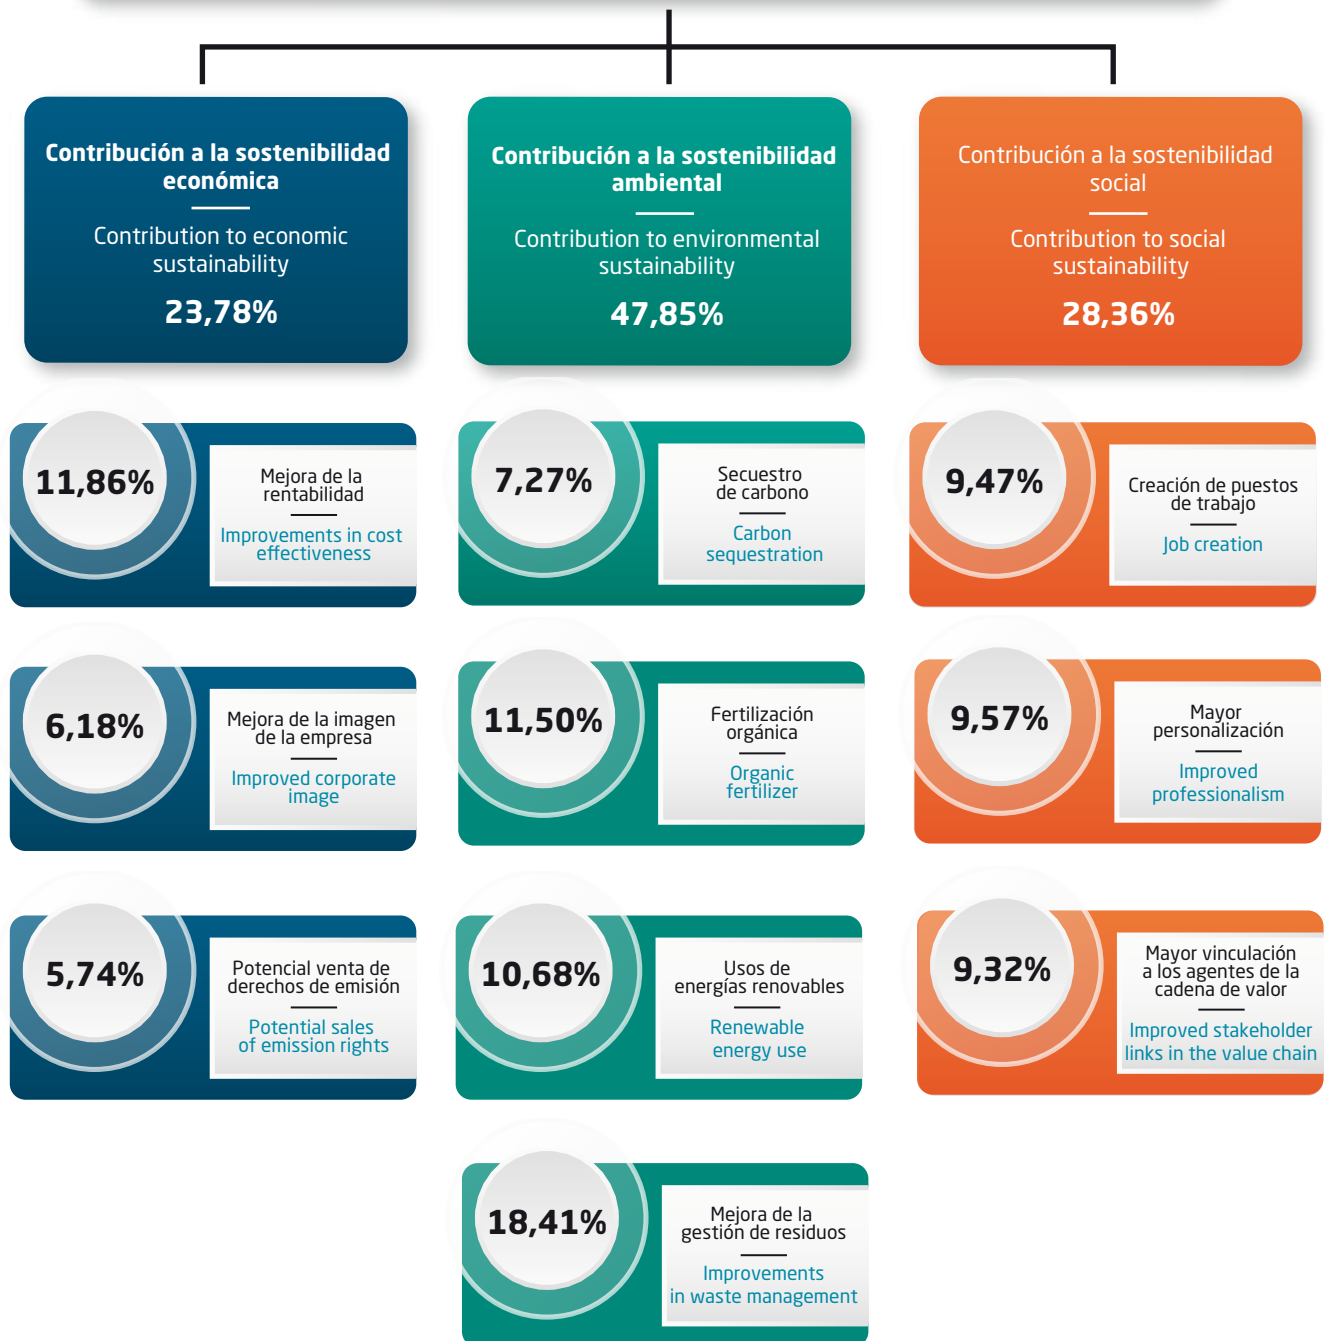 Contribución a la sostenibilidad
económica
Contribution to economic
sustainability
23,78%
Contribución a la sostenibilidad
ambiental
Contribution to environmental
sustainability
47,85%
Contribución a la sostenibilidad
social
Contribution to social
sustainability
28,36%
11,86%
Mejora de la
rentabilidad
Improvements in cost
effectiveness
7,27%
Secuestro
de carbono
Carbon
sequestration
9,47%
Creación de puestos
de trabajo
Job creation
6,18%
Mejora de la imagen
de la empresa
Improved corporate
image
11,50%
Fertilización
orgánica
Organic
fertilizer
9,57%
Mayor
personalización
Improved
professionalism
5,74%
Potencial venta de
derechos de emisión
Potential sales
of emission rights
10,68%
Usos de
energías renovables
Renewable
energy use
9,32%
Mayor vinculación
a los agentes de la
cadena de valor
Improved stakeholder
links in the value chain
18,41%
Mejora de la
gestión de residuos
Improvements
in waste management